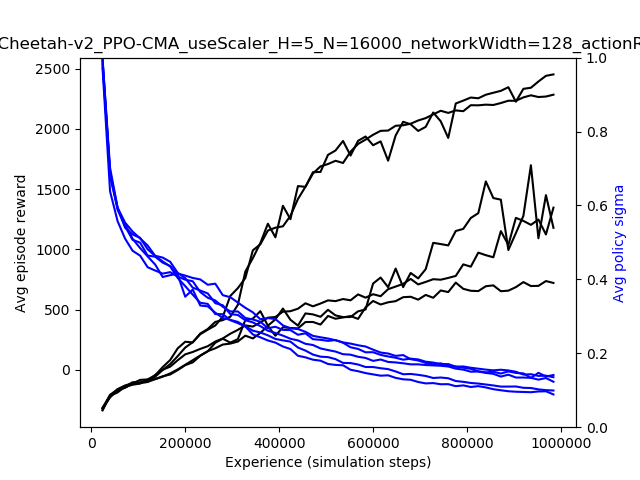 Cheetah-v2_PPO-CMA_useScaler_H=5_N=16000_networkWidth=128_actionR
2500
2000
1500
1000
500
0
Avg episode reward
1.0
0.8
0.6
0.4
0.2
0.0
Avg policy sigma
0 200000 400000 600000 800000 1000000
Experience (simulation steps)